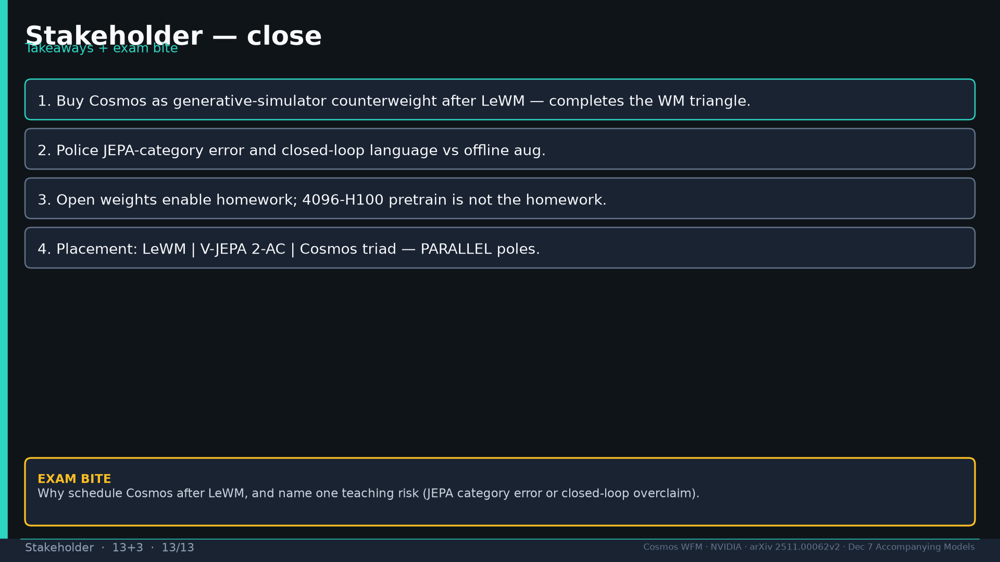 Stakeholder — close
Takeaways + exam bite
1. Buy Cosmos as generative-simulator counterweight after LeWM — completes the WM triangle.
2. Police JEPA-category error and closed-loop language vs offline aug.
3. Open weights enable homework; 4096-H100 pretrain is not the homework.
4. Placement: LeWM | V-JEPA 2-AC | Cosmos triad — PARALLEL poles.
EXAM BITE
Why schedule Cosmos after LeWM, and name one teaching risk (JEPA category error or closed-loop overclaim).
Stakeholder · 13+3 · 13/13
Cosmos WFM · NVIDIA · arXiv 2511.00062v2 · Dec 7 Accompanying Models